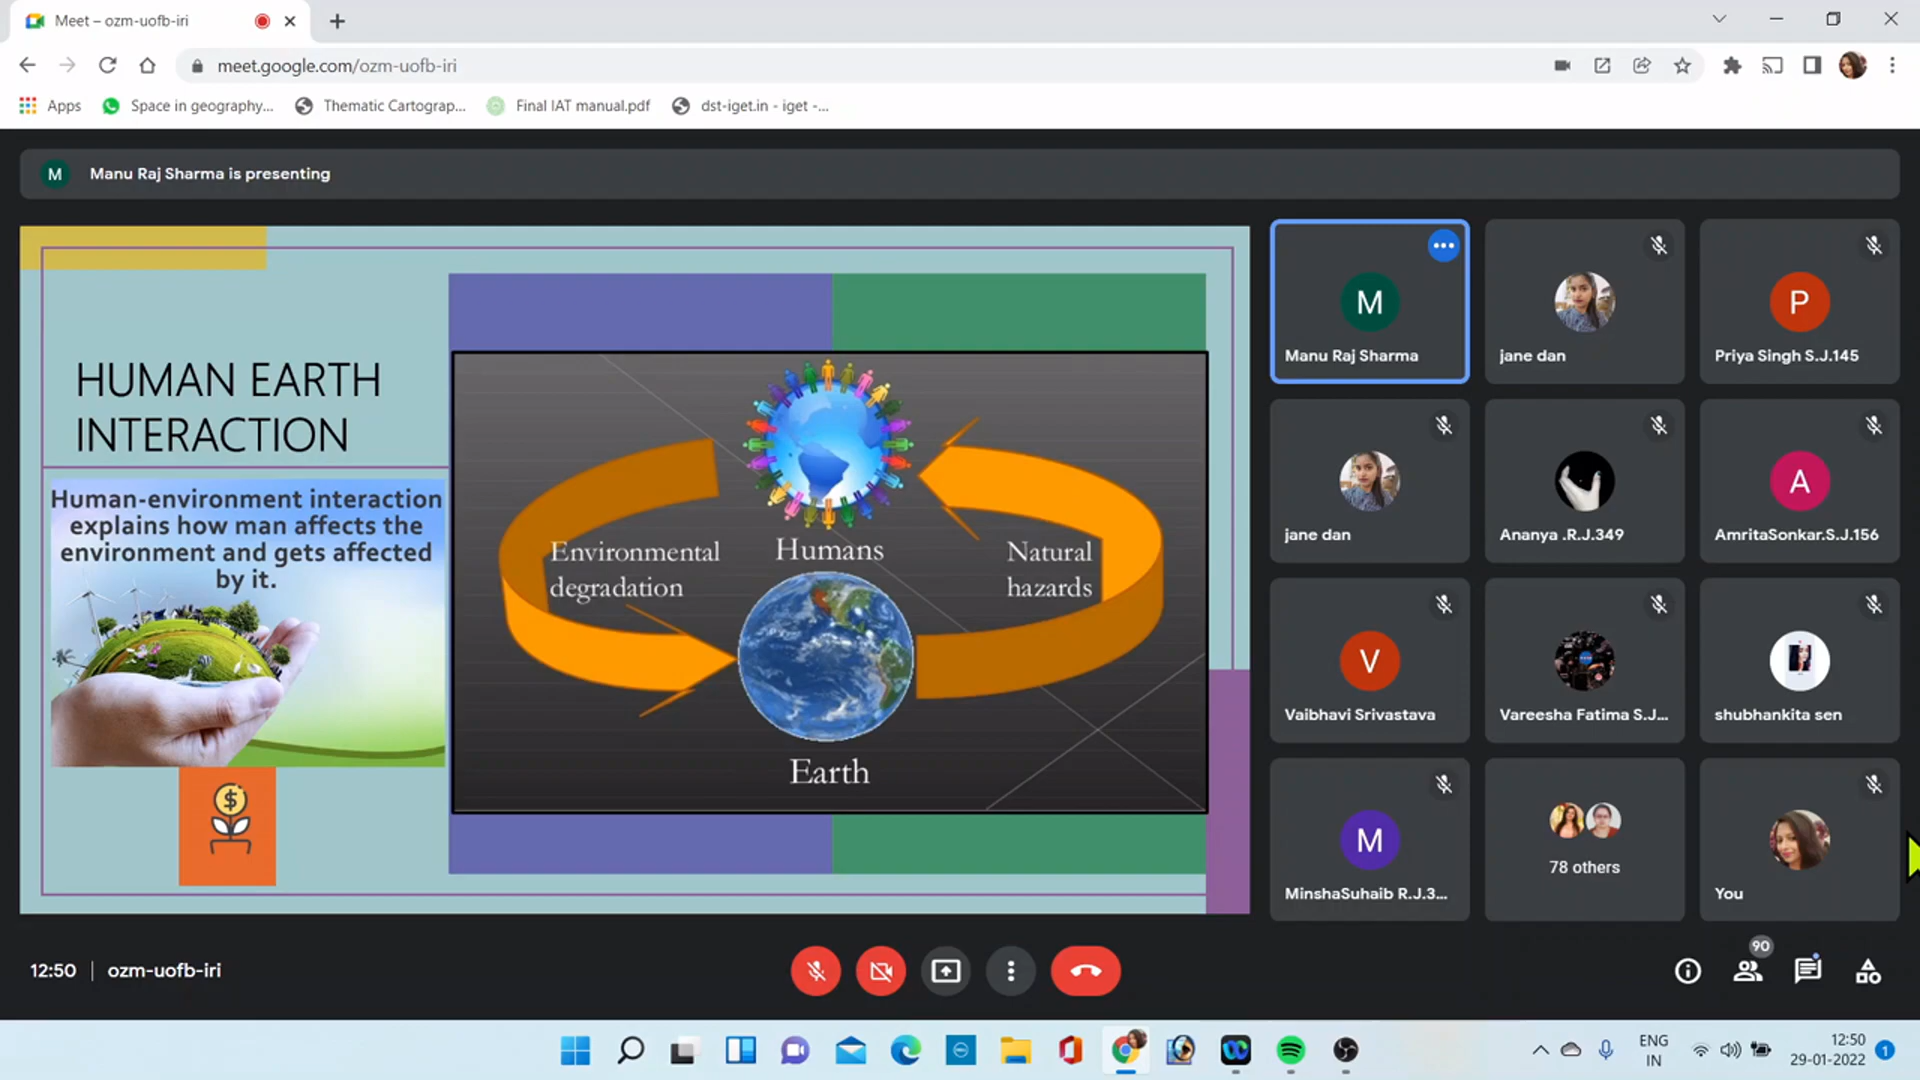 Meet – ozm-uofb-iri
meet.google.com/ozm-uofb-iri
Apps
Space in geography...
Thematic Cartograp...
Final IAT manual.pdf
dst-iget.in - iget -...
M
Manu Raj Sharma is presenting
HUMAN EARTH
INTERACTION
Human-environment interaction
explains how man affects the
environment and gets affected
by it.
$
Environmental
degradation
Humans
Natural
hazards
Earth
M
Manu Raj Sharma
jane dan
P
Priya Singh S.J.145
jane dan
Ananya .R.J.349
A
AmritaSonkar.S.J.156
V
Vaibhavi Srivastava
Vareesha Fatima S.J...
shubhankita sen
M
MinshaSuhaib R.J.3...
78 others
You
12:50
ozm-uofb-iri
90
ENG
IN
12:50
29-01-2022
1